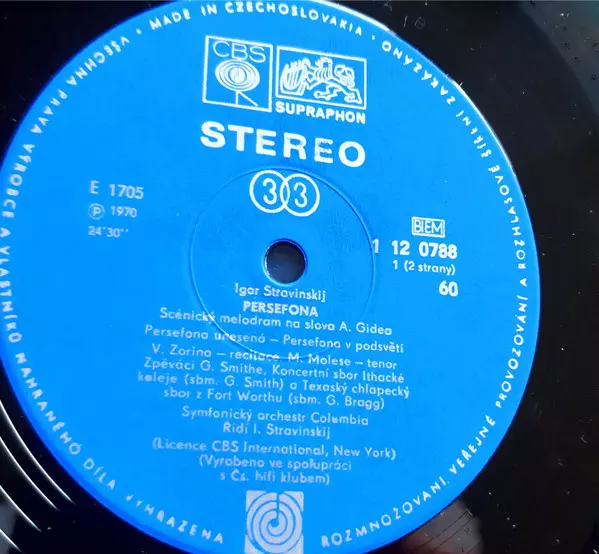 VŠECHNA PRÁVA VÝROBCE A VLASTNÍKŮ NAHRANÉHO DÍLA VYHRAZENA
MADE IN CZECHOSLOVAKIA
ROZMNOŽOVÁNÍ, VEŘEJNÉ PROVOZOVÁNÍ A ROZHLASOVÉ ŠÍŘENÍ ZAKÁZÁNO
CBS
SUPRAPHON
STEREO
33
E 1705
Ⓟ 1970
24'30''
BIEM
1 12 0788
1 (2 strany)
60
Igor Stravinskij
PERSEFONA
Scénický melodram na slova A. Gidea
Persefona unesená – Persefona v podsvětí
V. Zorina – recitace M. Molese – tenor
Zpěváci G. Smithe, Koncertní sbor Ithacké
koleje (sbm. G. Smith) a Texaský chlapecký
sbor z Fort Worthu (sbm. G. Bragg)
Symfonický orchestr Columbia
Řídí I. Stravinskij
(Licence CBS International, New York)
(Vyrobeno ve spolupráci
s Čs. hifi klubem)